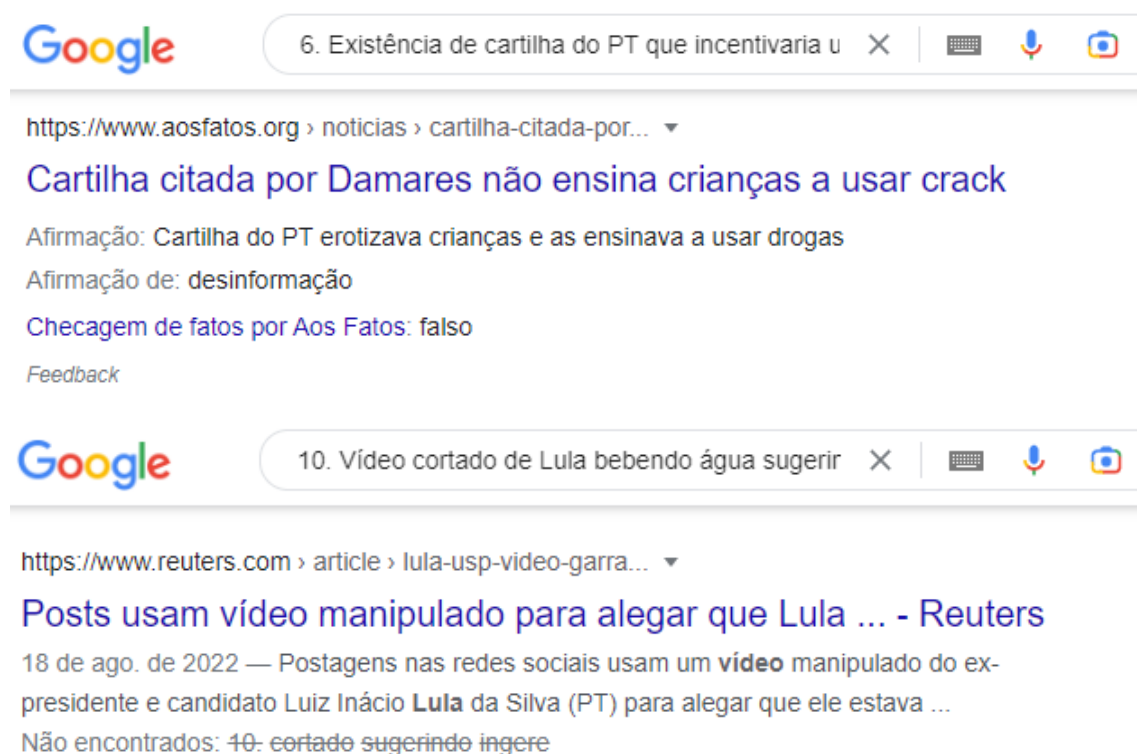 Google 6. Existência de cartilha do PT que incentivaria u
https://www.aosfatos.org › noticias › cartilha-citada-por...
Cartilha citada por Damares não ensina crianças a usar crack
Afirmação: Cartilha do PT erotizava crianças e as ensinava a usar drogas
Afirmação de: desinformação
Checagem de fatos por Aos Fatos: falso
Feedback
Google 10. Vídeo cortado de Lula bebendo água sugerir
https://www.reuters.com › article › lula-usp-video-garra...
Posts usam vídeo manipulado para alegar que Lula ... - Reuters
18 de ago. de 2022 — Postagens nas redes sociais usam um vídeo manipulado do ex-
presidente e candidato Luiz Inácio Lula da Silva (PT) para alegar que ele estava ...
Não encontrados: 10. cortado sugerindo ingere